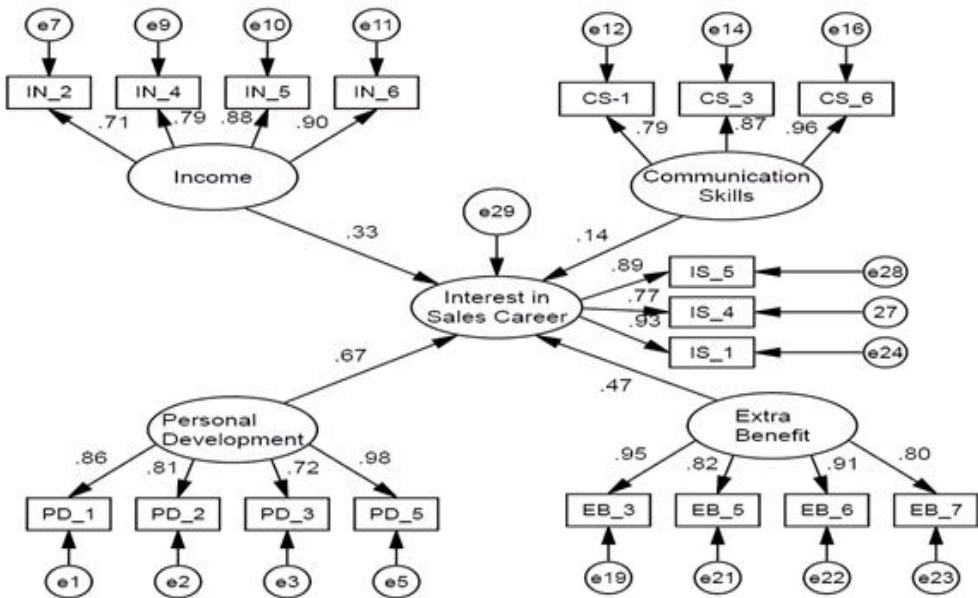 e7 e9 e10 e11
e12 e14 e16
IN_2 IN_4 IN_5 IN_6
CS-1 CS_3 CS_6
.71 .79 .88 .90
.79 .87 .96
Income
Communication
Skills
e29
.33
.14
.89 IS_5 e28
Interest in
Sales Career
.77 IS_4 27
.93 IS_1 e24
.67
.47
Personal
Development
Extra
Benefit
.86 .81 .72 .98
.95 .82 .91 .80
PD_1 PD_2 PD_3 PD_5
EB_3 EB_5 EB_6 EB_7
e1 e2 e3 e5
e19 e21 e22 e23